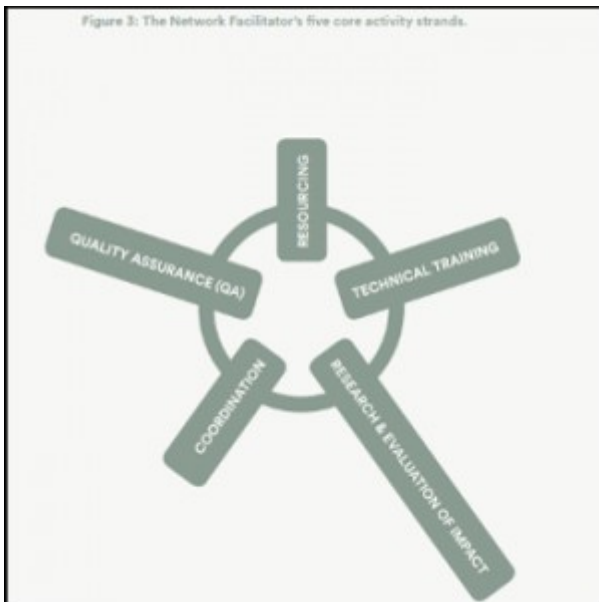 Figure 3: The Network Facilitator's five core activity strands.
RESOURCING
TECHNICAL TRAINING
RESEARCH & EVALUATION OF IMPACT
COORDINATION
QUALITY ASSURANCE (QA)